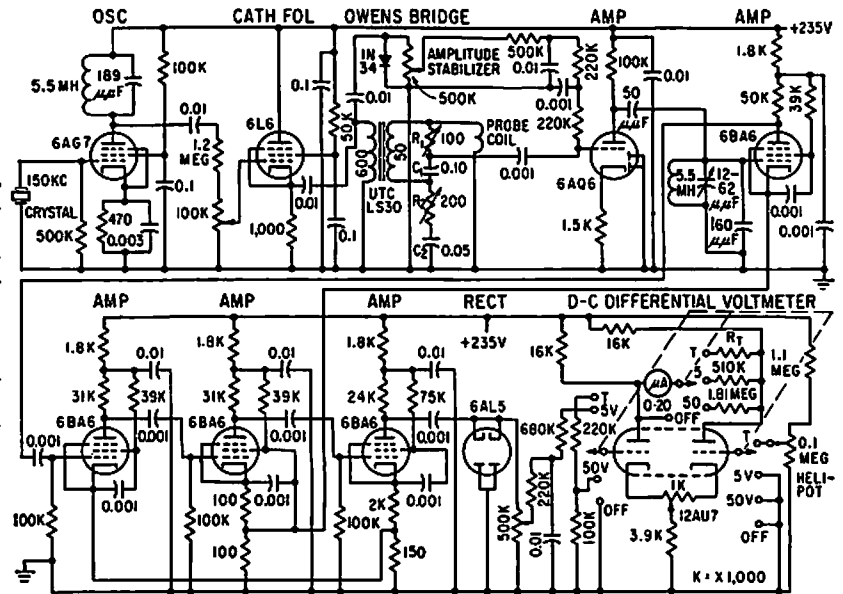 OSC CATH FOL OWENS BRIDGE AMP AMP
+235V
5.5MH 189 μμF 100K
0.01
6AG7
1.2 MEG
100K
0.1
150KC CRYSTAL
500K
470
0.003
6L6
0.1
50K
0.01
1,000
0.1
0.01
IN 34
AMPLITUDE STABILIZER
500K
500K
0.01
0.001
220K
220K
600
50
UTC LS30
R1 100
C1 0.10
R2 200
C2 0.05
PROBE COIL
0.001
100K
0.01
50 μμF
6AQ6
1.5K
1.8K
50K
39K
6BA6
5.5 MH
12-62 μμF
160 μμF
0.001
0.001
AMP AMP AMP RECT D-C DIFFERENTIAL VOLTMETER
+235V
1.8K
0.01
31K
39K
6BA6
0.001
0.001
0.001
100K
1.8K
0.01
31K
39K
6BA6
0.001
0.001
100K
100
100
1.8K
0.01
24K
75K
6BA6
0.001
0.001
100K
2K
150
6AL5
500K
220K
0.01
680K
T
5V
220K
50V
OFF
100K
16K
16K
μA
0-20
T RT
5 510K
50 1.81MEG
OFF
1.1 MEG
T
0.1 MEG
HELI-
POT
5V
50V
OFF
1K
12AU7
3.9K
K = X 1,000